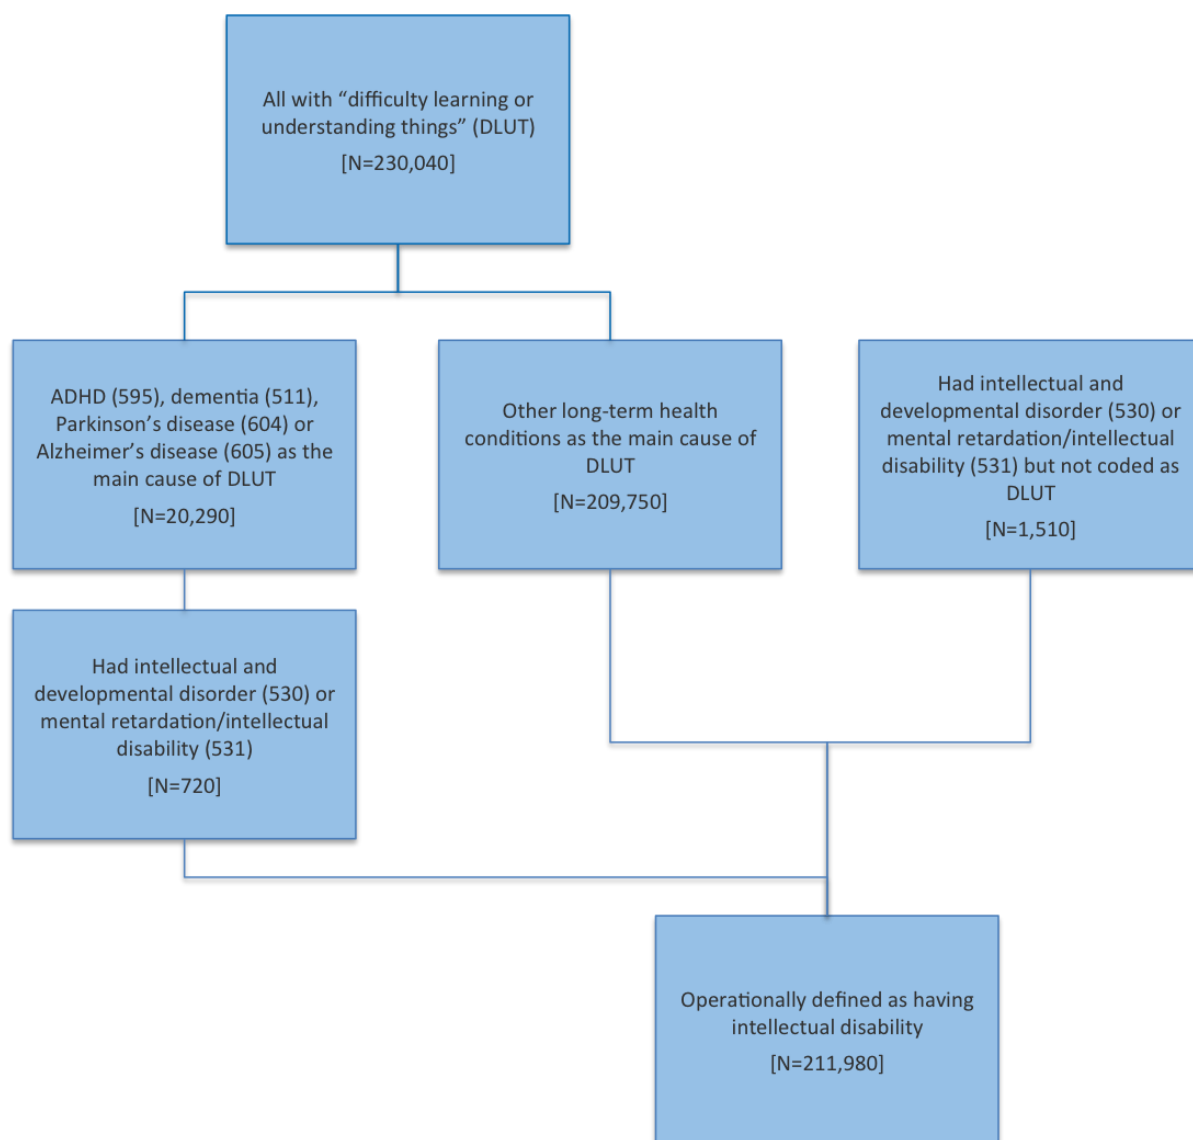 All with “difficulty learning or
understanding things” (DLUT)
[N=230,040]
ADHD (595), dementia (511),
Parkinson’s disease (604) or
Alzheimer’s disease (605) as the
main cause of DLUT
[N=20,290]
Other long-term health
conditions as the main cause of
DLUT
[N=209,750]
Had intellectual and
developmental disorder (530) or
mental retardation/intellectual
disability (531) but not coded as
DLUT
[N=1,510]
Had intellectual and
developmental disorder (530) or
mental retardation/intellectual
disability (531)
[N=720]
Operationally defined as having
intellectual disability
[N=211,980]